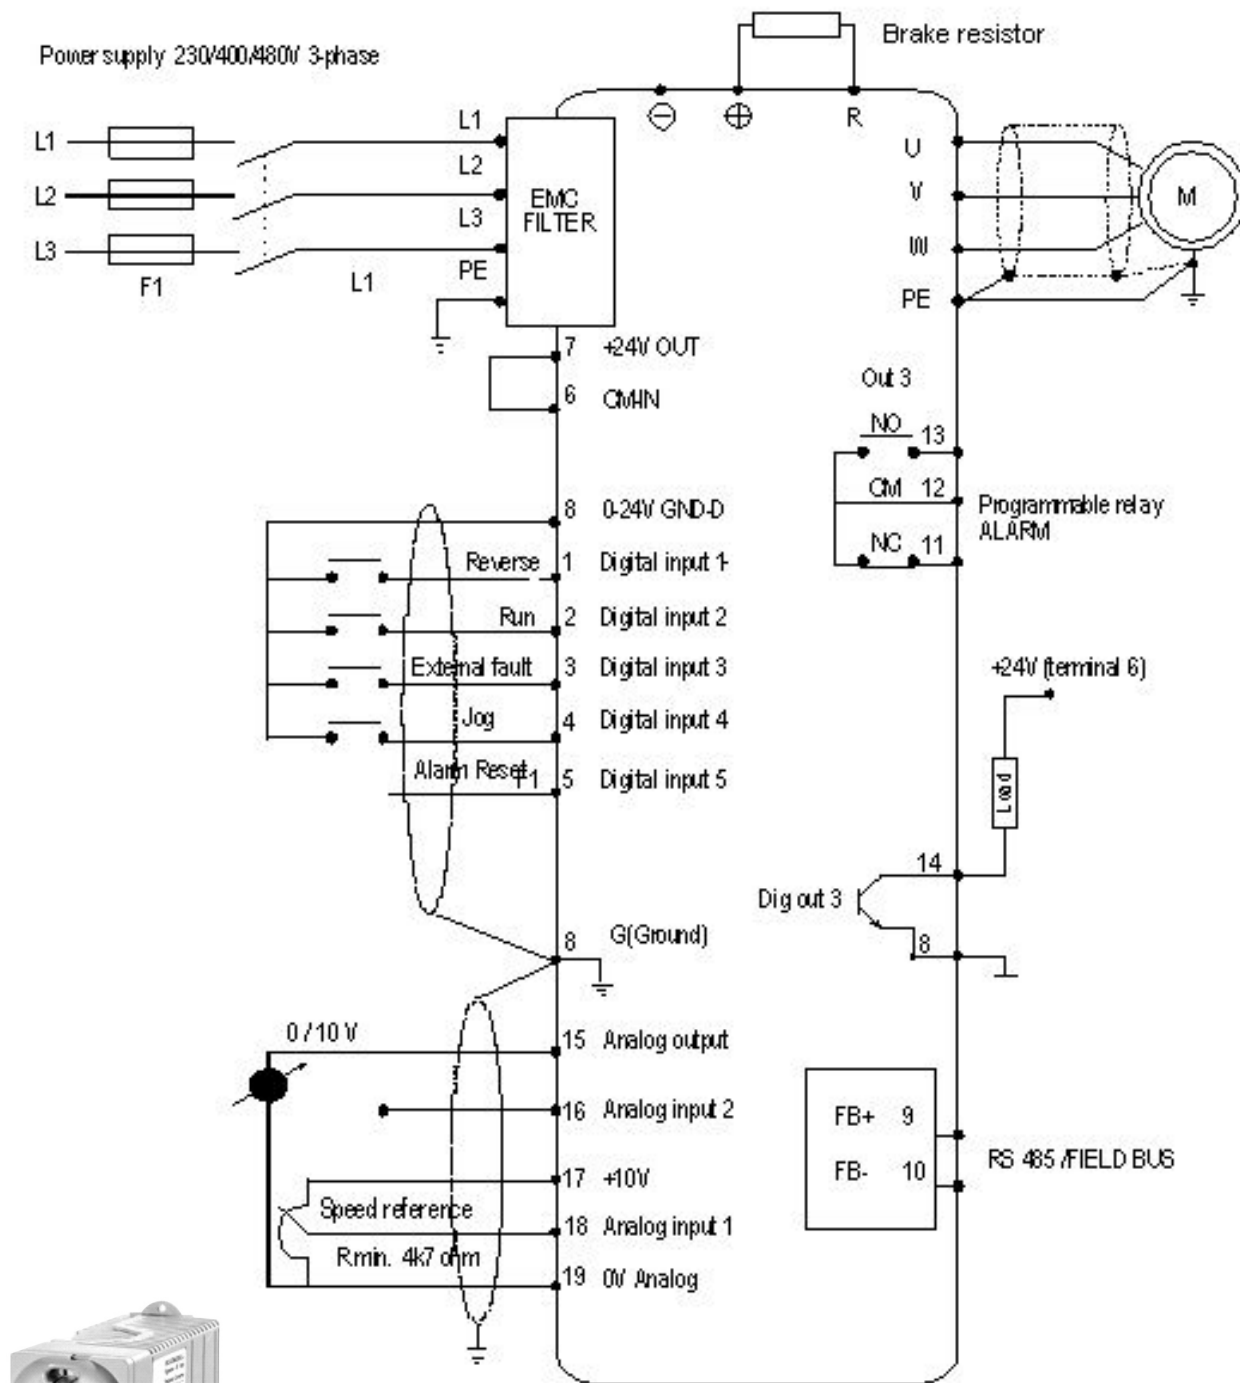 Brake resistor
Power supply 230/400/480V 3-phase
R
L1 L1 U
L2
L2 EMC FILTER V M
L3
L3 W
F1 L1 PE PE
7 +24V OUT
6 CM-IN
Out 3
NO 13
CM 12
Programmable relay
ALARM
NC 11
8 0-24V GND-D
Reverse 1 Digital input 1-
Run 2 Digital input 2
External fault 3 Digital input 3
+24V (terminal 6)
Jog 4 Digital input 4
Alarm Reset 5 Digital input 5
Load
14
Dig out 3
8
8 G(Ground)
0 / 10 V 15 Analog output
16 Analog input 2
FB+ 9
17 +10V
FB- 10
RS 485 /FIELD BUS
Speed reference
18 Analog input 1
Rmin. 4k7 ohm
19 0V Analog